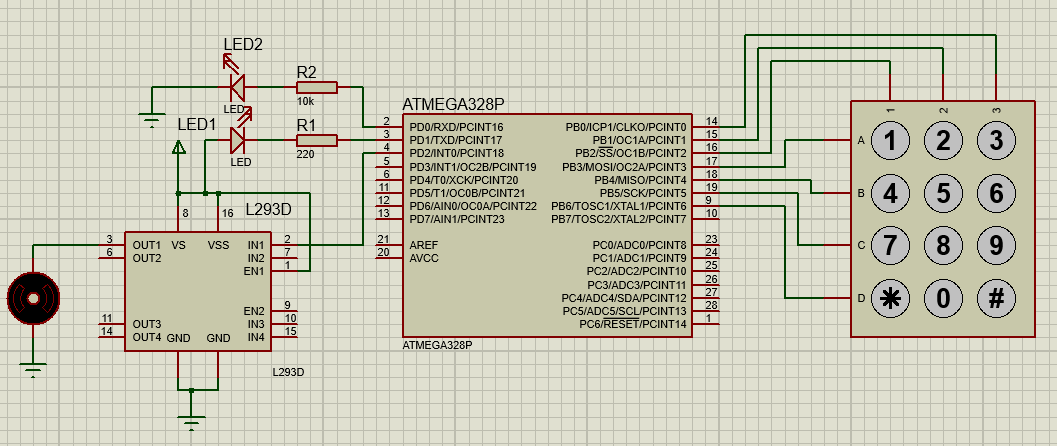 LED2
LED
R2
10k
LED1
LED
R1
220
L293D
8
16
VS
VSS
3 OUT1
6 OUT2
11 OUT3
14 OUT4
GND
GND
IN1 2
IN2 7
EN1 1
EN2 9
IN3 10
IN4 15
L293D
ATMEGA328P
2 PD0/RXD/PCINT16
3 PD1/TXD/PCINT17
4 PD2/INT0/PCINT18
5 PD3/INT1/OC2B/PCINT19
6 PD4/T0/XCK/PCINT20
11 PD5/T1/OC0B/PCINT21
12 PD6/AIN0/OC0A/PCINT22
13 PD7/AIN1/PCINT23
21 AREF
20 AVCC
PB0/ICP1/CLKO/PCINT0 14
PB1/OC1A/PCINT1 15
PB2/SS/OC1B/PCINT2 16
PB3/MOSI/OC2A/PCINT3 17
PB4/MISO/PCINT4 18
PB5/SCK/PCINT5 19
PB6/TOSC1/XTAL1/PCINT6 9
PB7/TOSC2/XTAL2/PCINT7 10
PC0/ADC0/PCINT8 23
PC1/ADC1/PCINT9 24
PC2/ADC2/PCINT10 25
PC3/ADC3/PCINT11 26
PC4/ADC4/SDA/PCINT12 27
PC5/ADC5/SCL/PCINT13 28
PC6/RESET/PCINT14 1
ATMEGA328P
1 2 3
A 1 2 3
B 4 5 6
C 7 8 9
D * 0 #